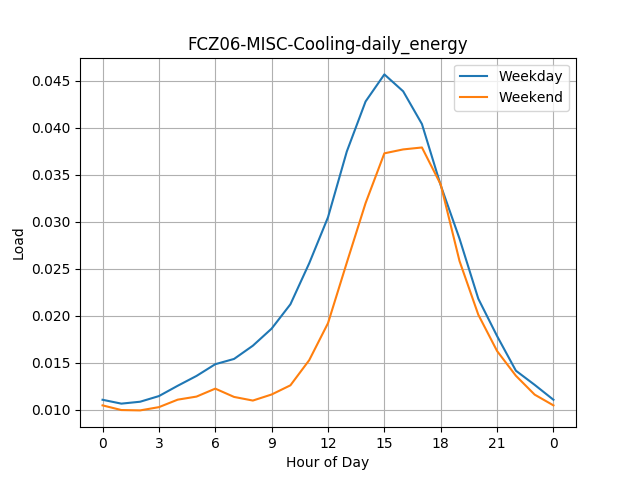 FCZ06-MISC-Cooling-daily_energy
Weekday
Weekend
0.045
0.040
0.035
0.030
0.025
0.020
0.015
0.010
Load
0 3 6 9 12 15 18 21 0
Hour of Day